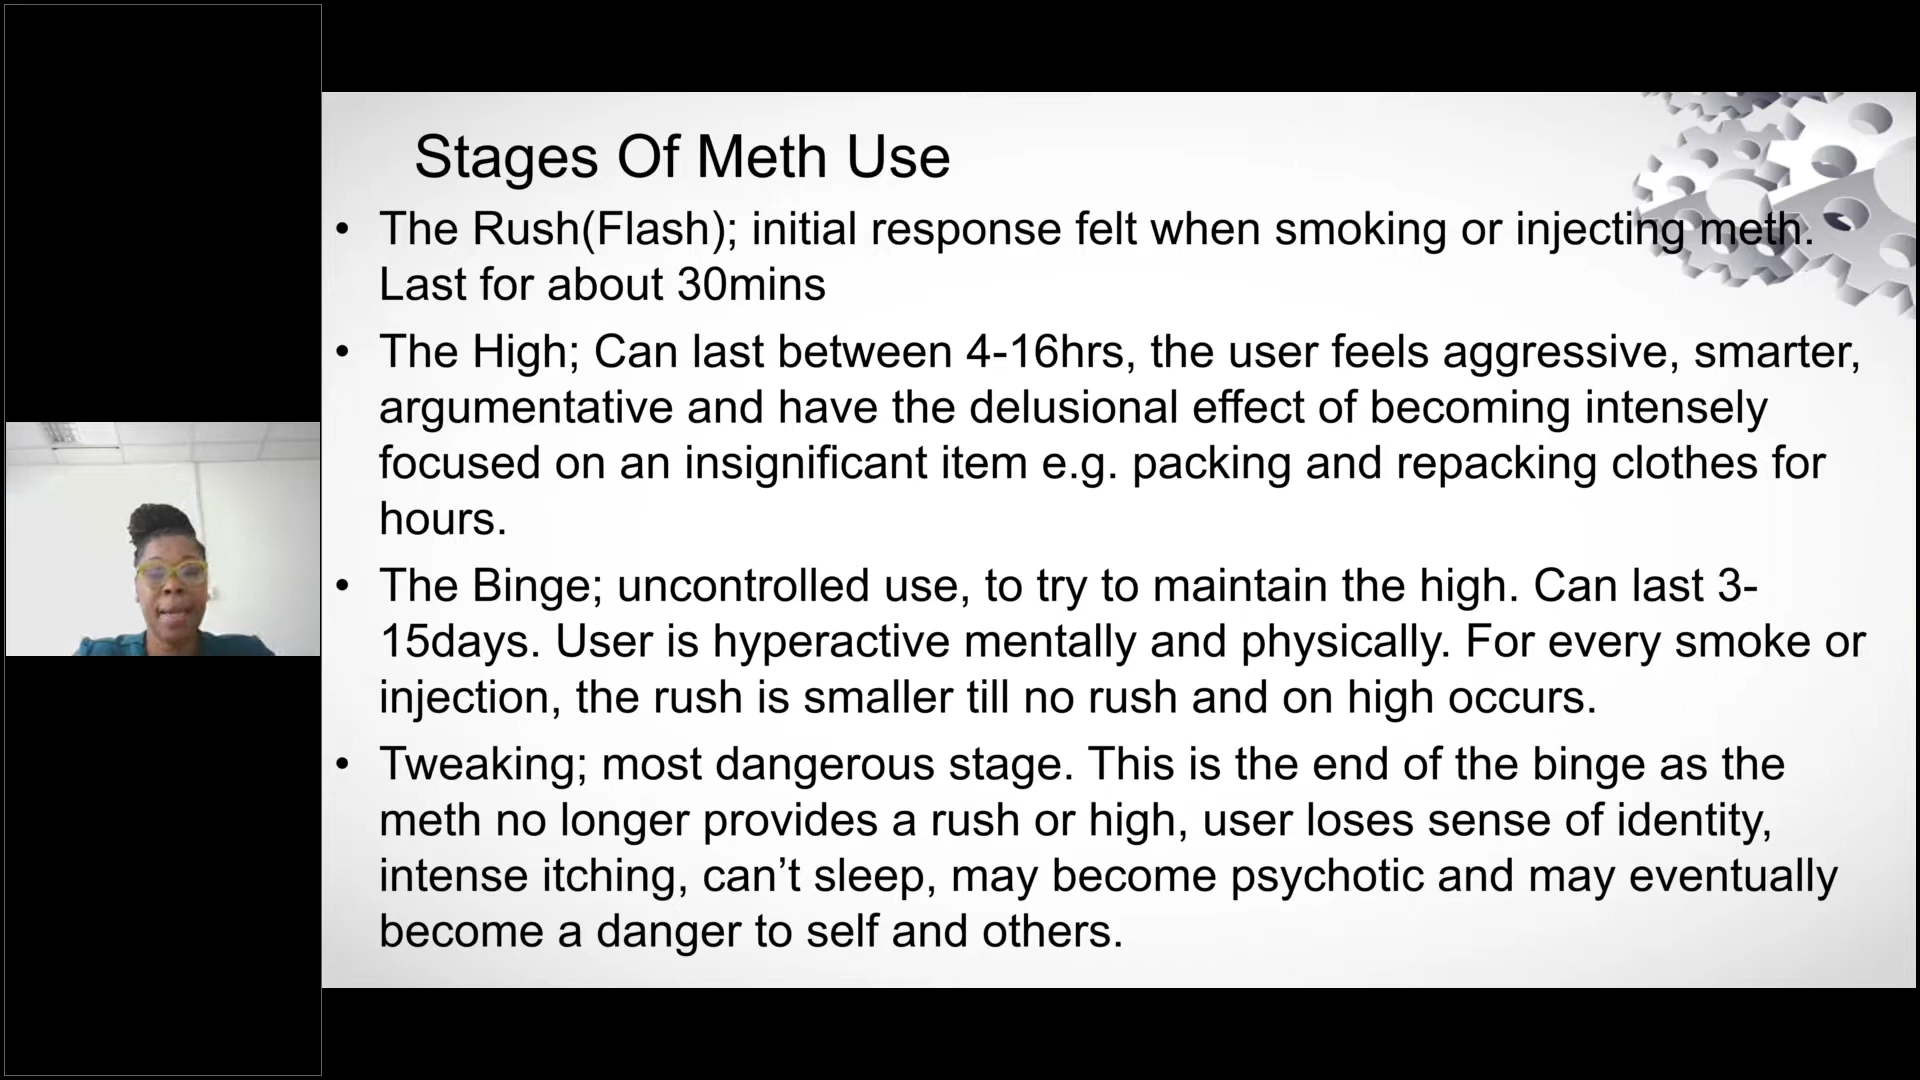 Stages Of Meth Use
• The Rush(Flash); initial response felt when smoking or injecting meth.
Last for about 30mins
• The High; Can last between 4-16hrs, the user feels aggressive, smarter,
argumentative and have the delusional effect of becoming intensely
focused on an insignificant item e.g. packing and repacking clothes for
hours.
• The Binge; uncontrolled use, to try to maintain the high. Can last 3-
15days. User is hyperactive mentally and physically. For every smoke or
injection, the rush is smaller till no rush and on high occurs.
• Tweaking; most dangerous stage. This is the end of the binge as the
meth no longer provides a rush or high, user loses sense of identity,
intense itching, can’t sleep, may become psychotic and may eventually
become a danger to self and others.